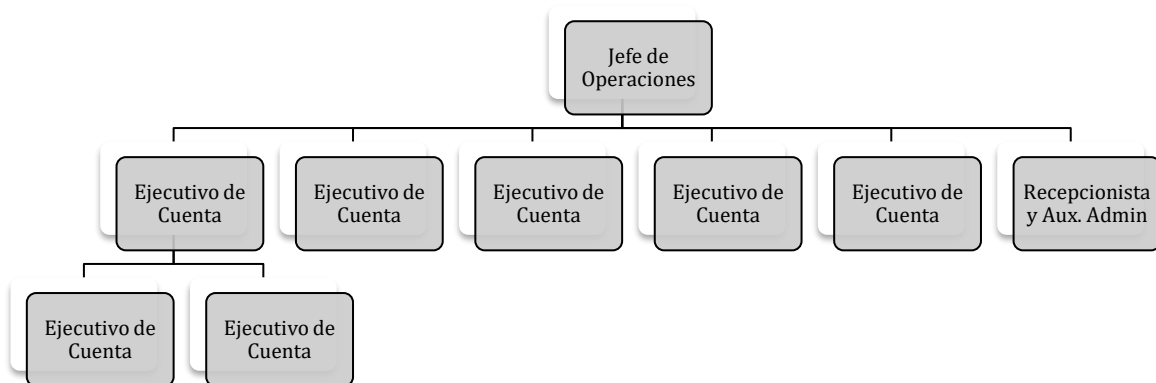 Jefe de
Operaciones
Ejecutivo de
Cuenta
Ejecutivo de
Cuenta
Ejecutivo de
Cuenta
Ejecutivo de
Cuenta
Ejecutivo de
Cuenta
Recepcionista
y Aux. Admin
Ejecutivo de
Cuenta
Ejecutivo de
Cuenta